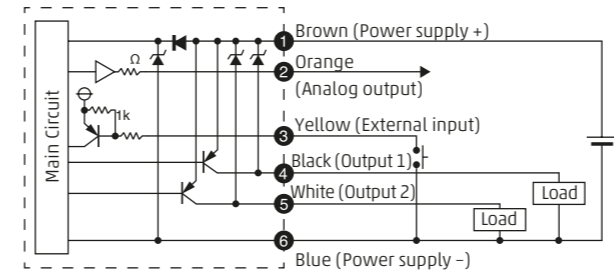 1 Brown (Power supply +)
Ω
2 Orange
(Analog output)
1k
3 Yellow (External input)
Main Circuit
4 Black (Output 1)
5 White (Output 2)
Load
Load
6
Blue (Power supply −)